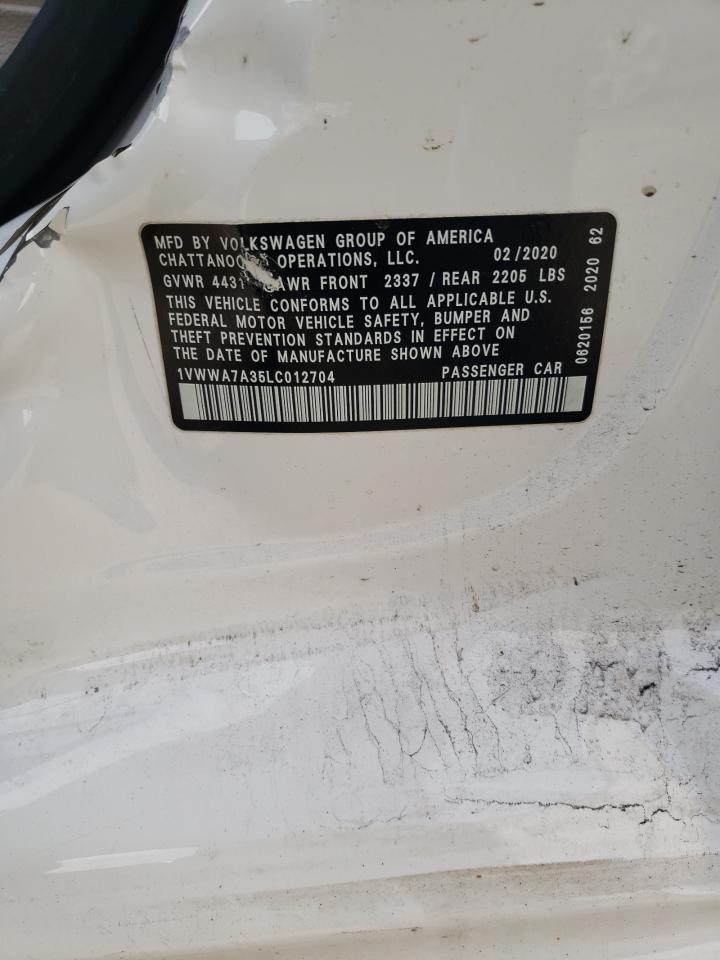 MFD BY VOLKSWAGEN GROUP OF AMERICA
OPERATIONS, LLC. 02/2020
GVWR FRONT 2337 / REAR 2205 LBS
THIS VEHICLE CONFORMS TO ALL APPLICABLE U.S.
FEDERAL MOTOR VEHICLE SAFETY, BUMPER AND
THEFT PREVENTION STANDARDS IN EFFECT ON
THE DATE OF MANUFACTURE SHOWN ABOVE
1VWWA7A35LC012704 PASSENGER CAR
0620156 2020 62